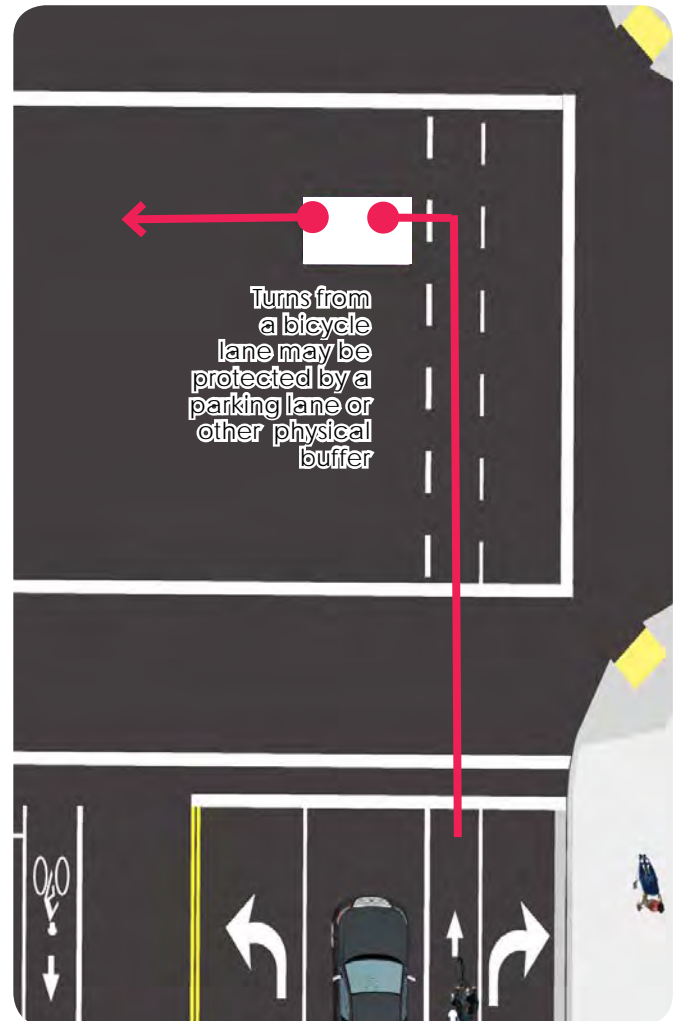 Turns from
a bicycle
lane may be
protected by a
parking lane or
other physical
buffer